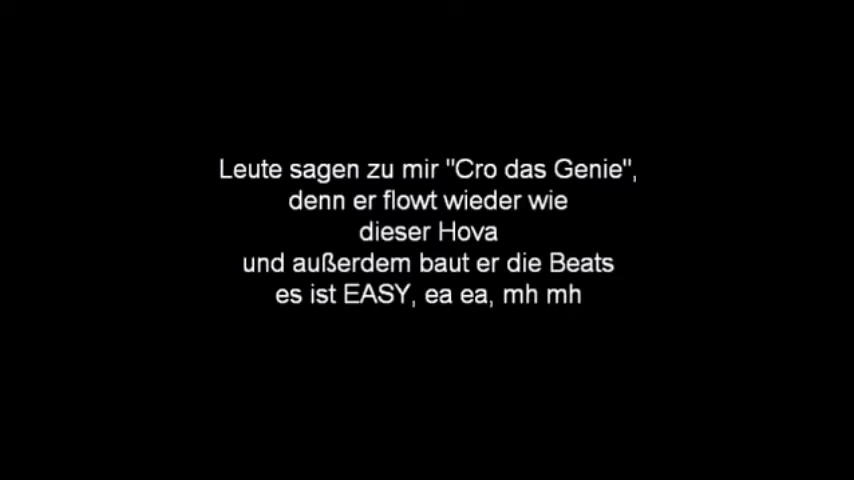 Leute sagen zu mir "Cro das Genie",
denn er flowt wieder wie
dieser Hova
und außerdem baut er die Beats
es ist EASY, ea ea, mh mh